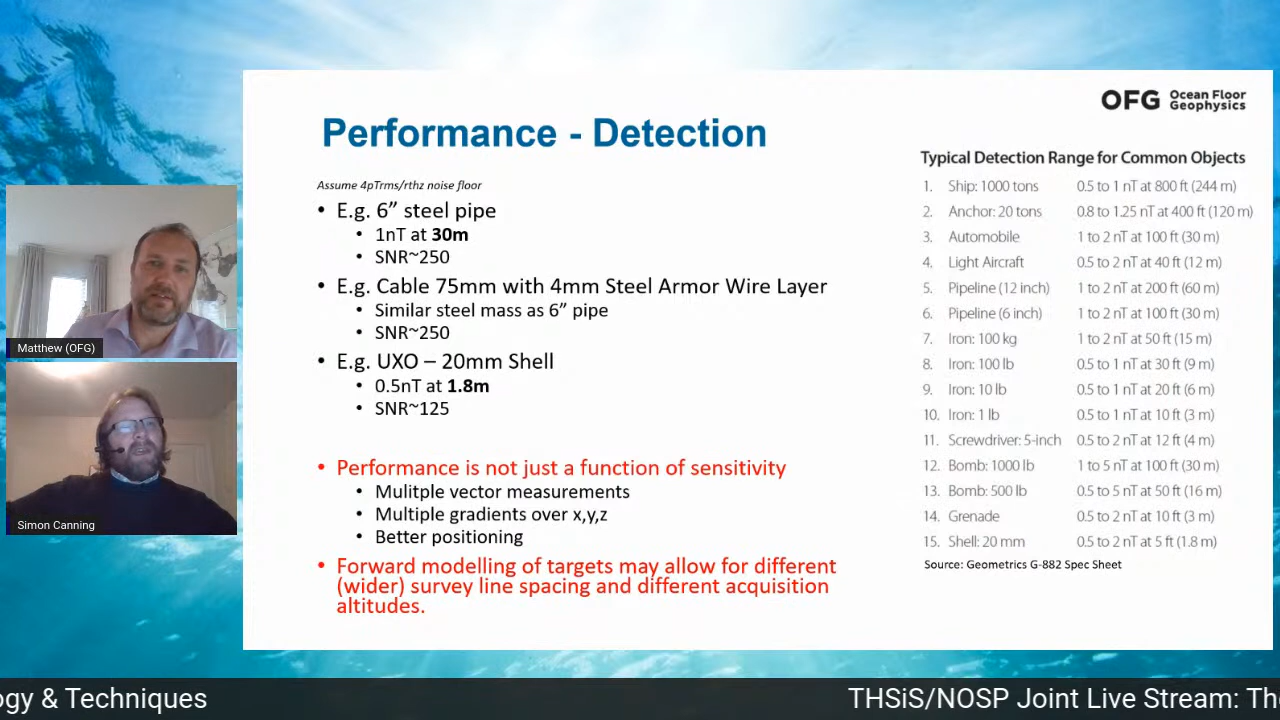 OFG Ocean Floor
Geophysics
Performance - Detection
Assume 4pTrms/rthz noise floor
• E.g. 6” steel pipe
• 1nT at 30m
• SNR~250
• E.g. Cable 75mm with 4mm Steel Armor Wire Layer
• Similar steel mass as 6” pipe
• SNR~250
• E.g. UXO – 20mm Shell
• 0.5nT at 1.8m
• SNR~125
• Performance is not just a function of sensitivity
• Mulitple vector measurements
• Multiple gradients over x,y,z
• Better positioning
• Forward modelling of targets may allow for different
(wider) survey line spacing and different acquisition
altitudes.
Typical Detection Range for Common Objects
1. Ship: 1000 tons 0.5 to 1 nT at 800 ft (244 m)
2. Anchor: 20 tons 0.8 to 1.25 nT at 400 ft (120 m)
3. Automobile 1 to 2 nT at 100 ft (30 m)
4. Light Aircraft 0.5 to 2 nT at 40 ft (12 m)
5. Pipeline (12 inch) 1 to 2 nT at 200 ft (60 m)
6. Pipeline (6 inch) 1 to 2 nT at 100 ft (30 m)
7. Iron: 100 kg 1 to 2 nT at 50 ft (15 m)
8. Iron: 100 lb 0.5 to 1 nT at 30 ft (9 m)
9. Iron: 10 lb 0.5 to 1 nT at 20 ft (6 m)
10. Iron: 1 lb 0.5 to 1 nT at 10 ft (3 m)
11. Screwdriver: 5-inch 0.5 to 2 nT at 12 ft (4 m)
12. Bomb: 1000 lb 1 to 5 nT at 100 ft (30 m)
13. Bomb: 500 lb 0.5 to 5 nT at 50 ft (16 m)
14. Grenade 0.5 to 2 nT at 10 ft (3 m)
15. Shell: 20 mm 0.5 to 2 nT at 5 ft (1.8 m)
Source: Geometrics G-882 Spec Sheet
Matthew (OFG)
Simon Canning
ogy & Techniques THSiS/NOSP Joint Live Stream: Th